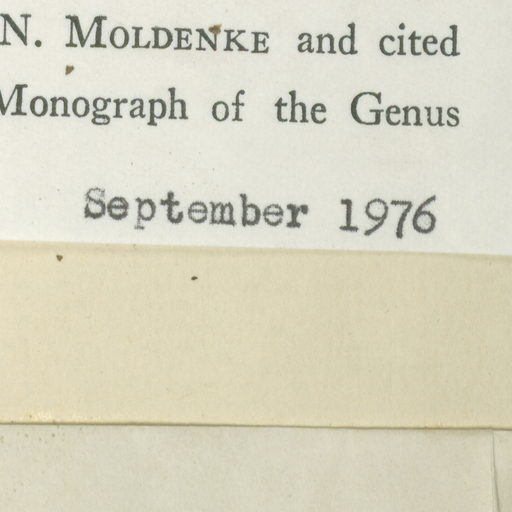 N. MOLDENKE and cited
Monograph of the Genus
September 1976